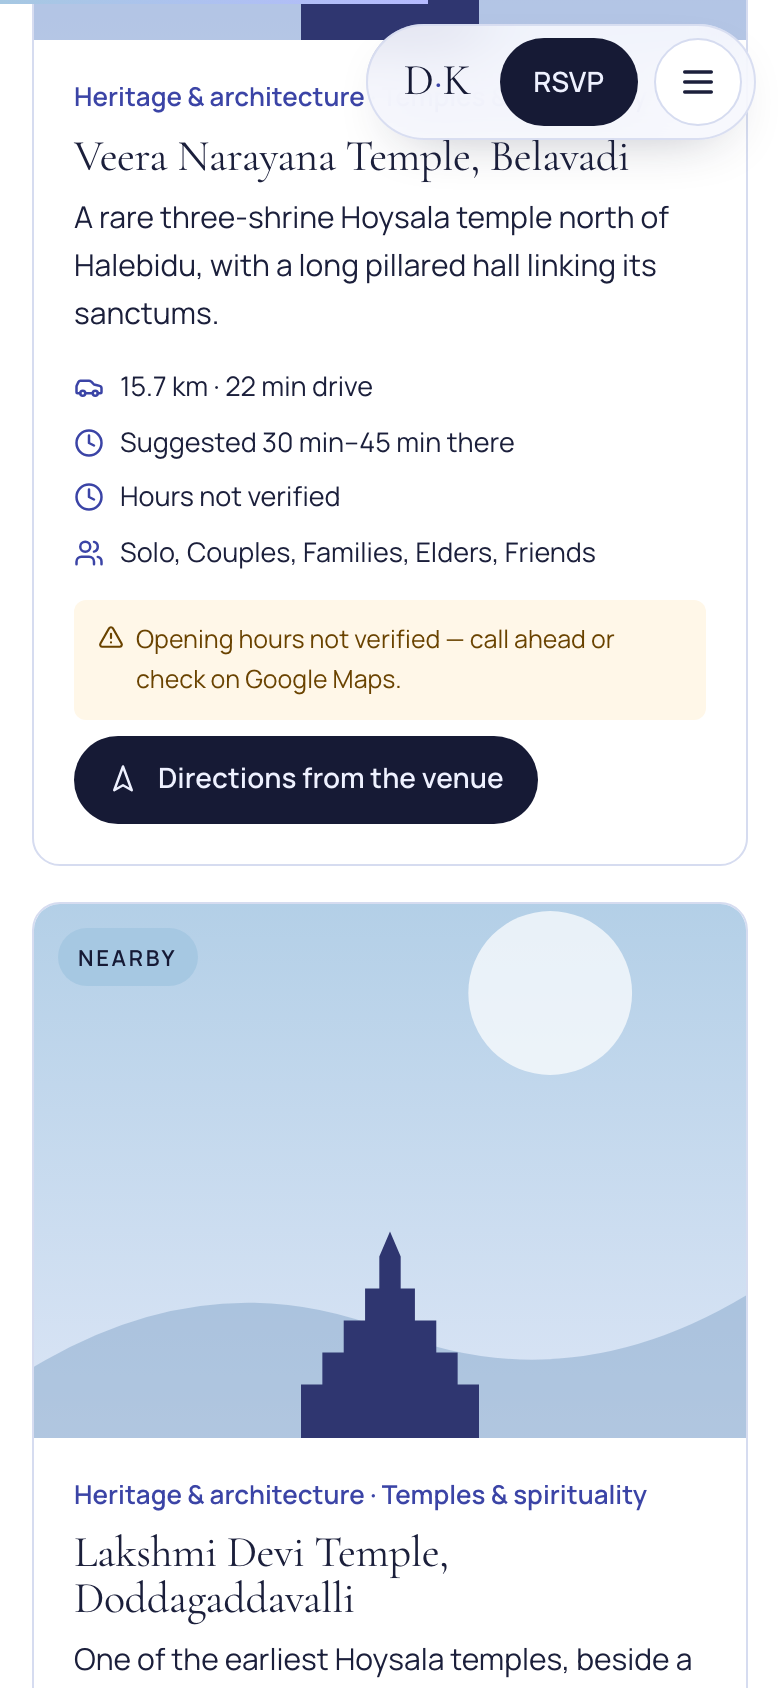 D·K
RSVP
Heritage & architecture
Veera Narayana Temple, Belavadi
A rare three-shrine Hoysala temple north of
Halebidu, with a long pillared hall linking its
sanctums.
15.7 km · 22 min drive
Suggested 30 min–45 min there
Hours not verified
Solo, Couples, Families, Elders, Friends
Opening hours not verified — call ahead or
check on Google Maps.
Directions from the venue
NEARBY
Heritage & architecture · Temples & spirituality
Lakshmi Devi Temple,
Doddagaddavalli
One of the earliest Hoysala temples, beside a